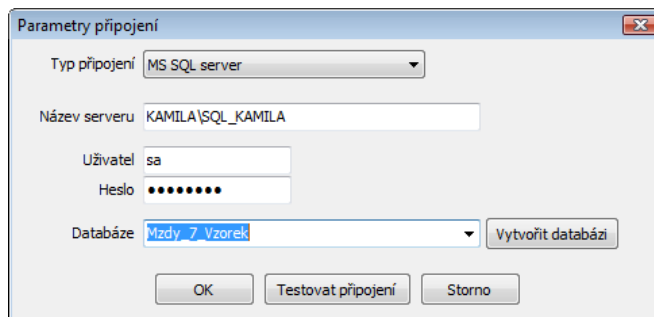 Parametry připojení
Typ připojení MS SQL server
Název serveru KAMILA\SQL_KAMILA
Uživatel sa
Heslo ●●●●●●●●
Databáze Mzdy_7_Vzorek Vytvořit databázi
OK Testovat připojení Storno